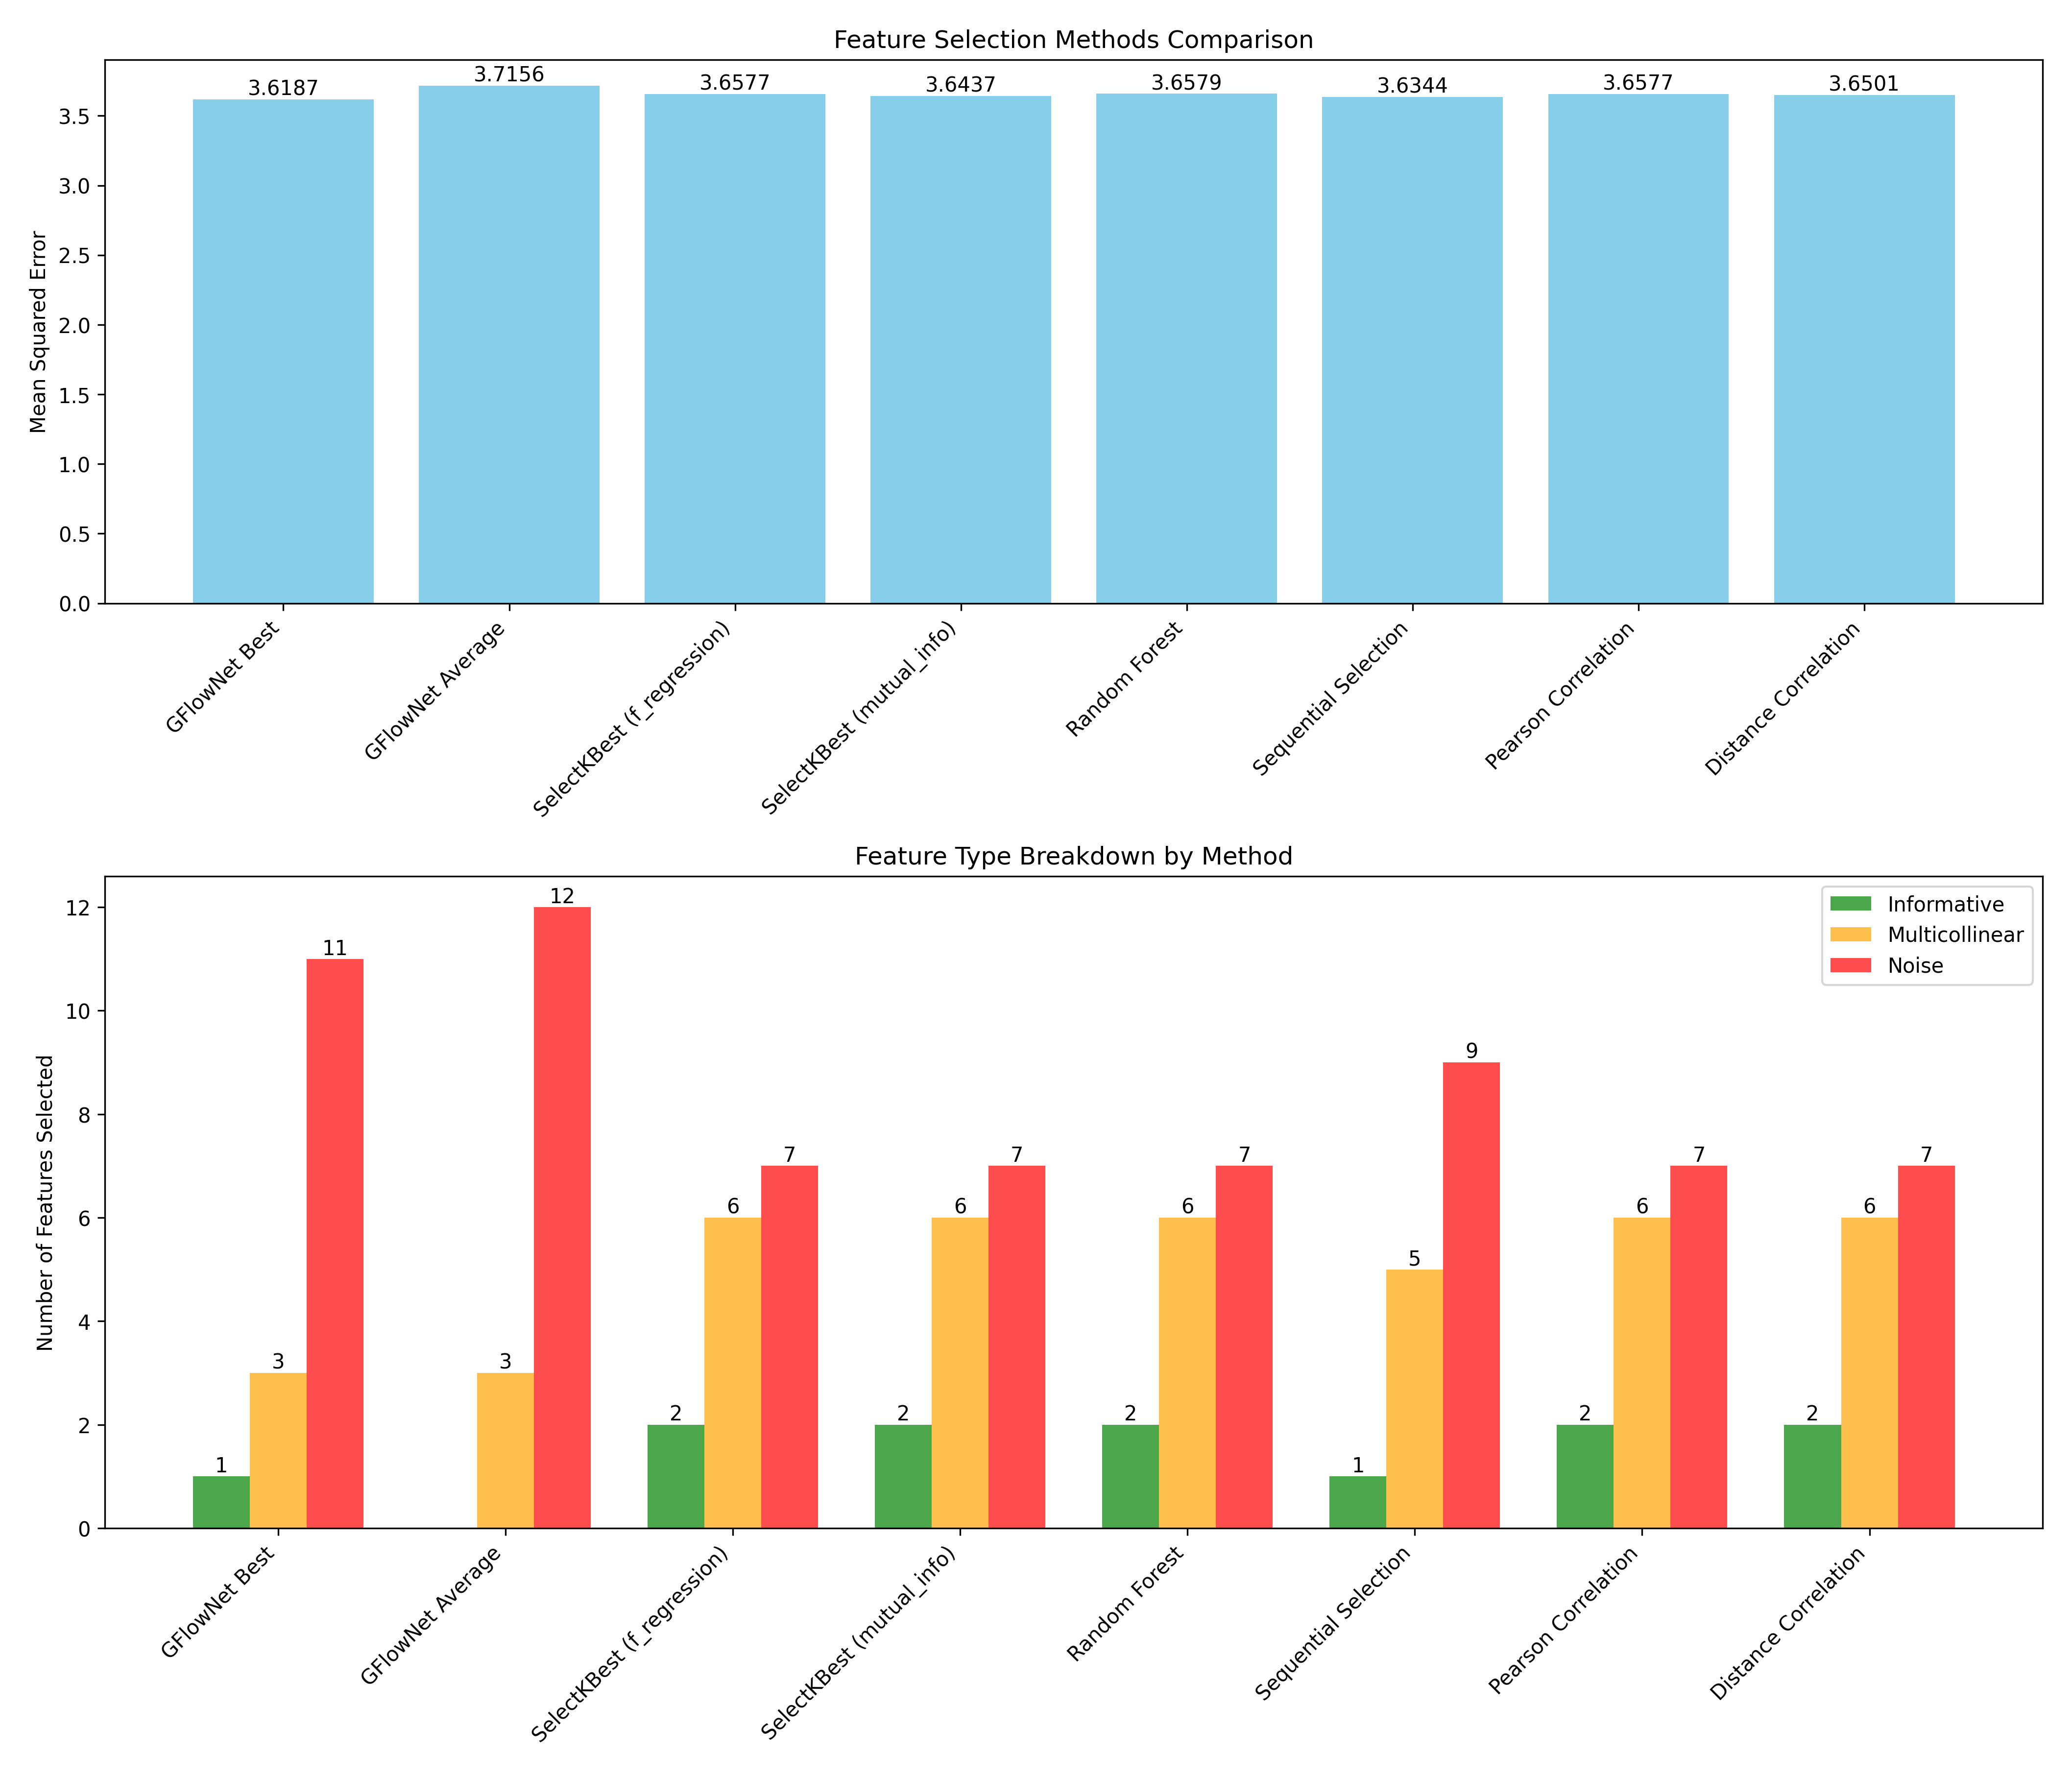 Feature Selection Methods Comparison
Mean Squared Error
3.5
3.0
2.5
2.0
1.5
1.0
0.5
0.0
3.6187
3.7156
3.6577
3.6437
3.6579
3.6344
3.6577
3.6501
GFlowNet Best
GFlowNet Average
SelectKBest (f_regression)
SelectKBest (mutual_info)
Random Forest
Sequential Selection
Pearson Correlation
Distance Correlation
Feature Type Breakdown by Method
Number of Features Selected
12
10
8
6
4
2
0
1
3
11
3
12
2
6
7
2
6
7
2
6
7
1
5
9
2
6
7
2
6
7
Informative
Multicollinear
Noise
GFlowNet Best
GFlowNet Average
SelectKBest (f_regression)
SelectKBest (mutual_info)
Random Forest
Sequential Selection
Pearson Correlation
Distance Correlation